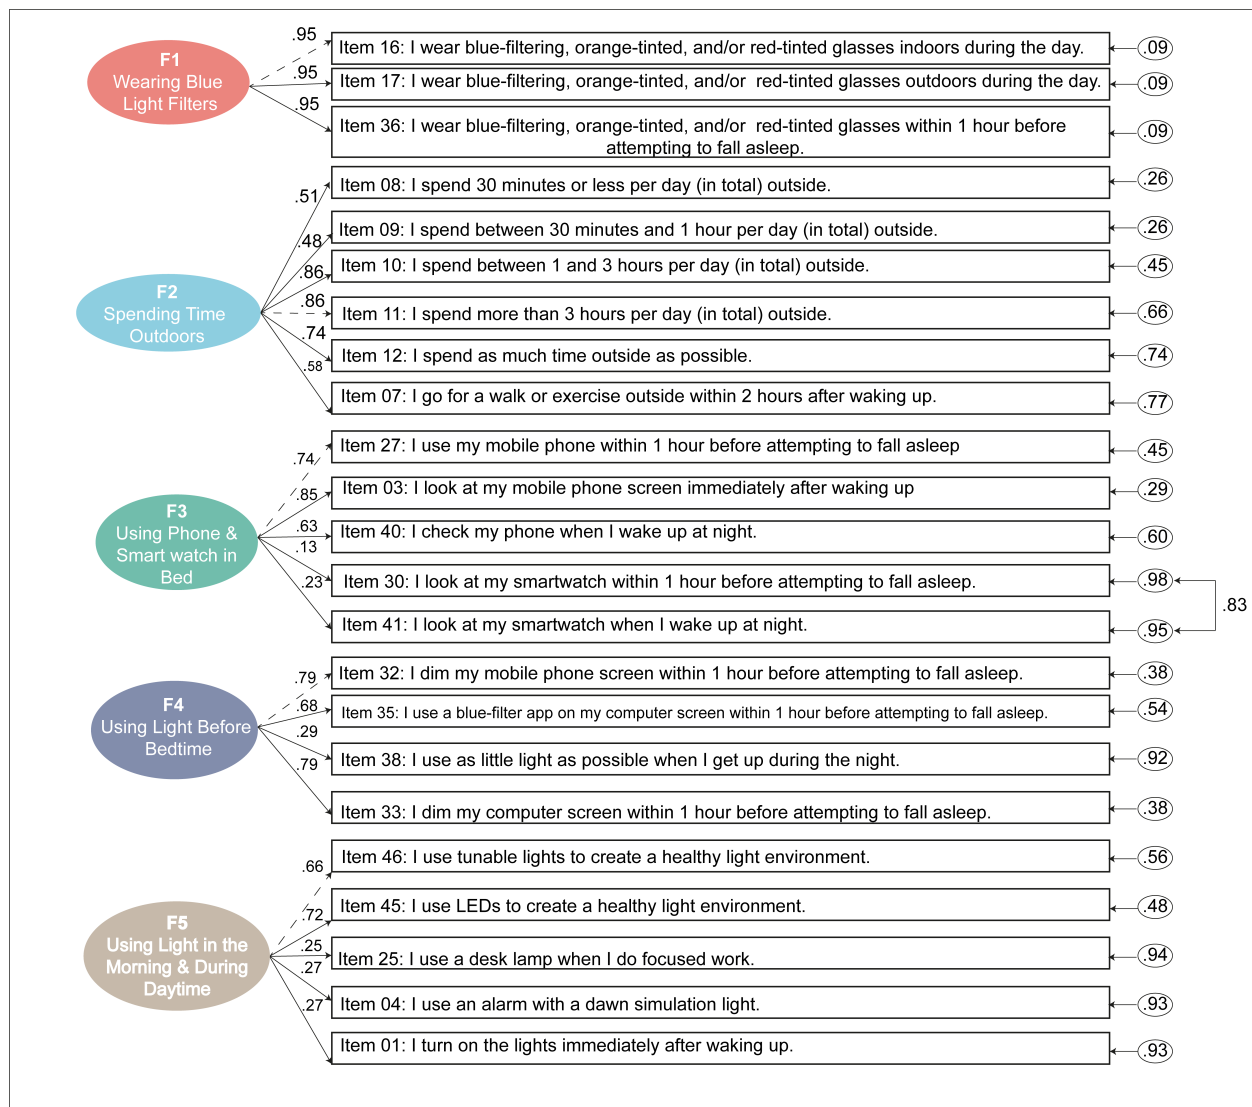 F1
Wearing Blue
Light Filters
.95
.95
.95
Item 16: I wear blue-filtering, orange-tinted, and/or red-tinted glasses indoors during the day.
.09
Item 17: I wear blue-filtering, orange-tinted, and/or red-tinted glasses outdoors during the day.
.09
Item 36: I wear blue-filtering, orange-tinted, and/or red-tinted glasses within 1 hour before
attempting to fall asleep.
.09
F2
Spending Time
Outdoors
.51
.48
.86
.86
.74
.58
Item 08: I spend 30 minutes or less per day (in total) outside.
.26
Item 09: I spend between 30 minutes and 1 hour per day (in total) outside.
.26
Item 10: I spend between 1 and 3 hours per day (in total) outside.
.45
Item 11: I spend more than 3 hours per day (in total) outside.
.66
Item 12: I spend as much time outside as possible.
.74
Item 07: I go for a walk or exercise outside within 2 hours after waking up.
.77
F3
Using Phone &
Smart watch in
Bed
.74
.85
.63
.13
.23
Item 27: I use my mobile phone within 1 hour before attempting to fall asleep
.45
Item 03: I look at my mobile phone screen immediately after waking up
.29
Item 40: I check my phone when I wake up at night.
.60
Item 30: I look at my smartwatch within 1 hour before attempting to fall asleep.
.98
Item 41: I look at my smartwatch when I wake up at night.
.95
.83
F4
Using Light Before
Bedtime
.79
.68
.29
.79
Item 32: I dim my mobile phone screen within 1 hour before attempting to fall asleep.
.38
Item 35: I use a blue-filter app on my computer screen within 1 hour before attempting to fall asleep.
.54
Item 38: I use as little light as possible when I get up during the night.
.92
Item 33: I dim my computer screen within 1 hour before attempting to fall asleep.
.38
F5
Using Light in the
Morning & During
Daytime
.66
.72
.25
.27
.27
Item 46: I use tunable lights to create a healthy light environment.
.56
Item 45: I use LEDs to create a healthy light environment.
.48
Item 25: I use a desk lamp when I do focused work.
.94
Item 04: I use an alarm with a dawn simulation light.
.93
Item 01: I turn on the lights immediately after waking up.
.93